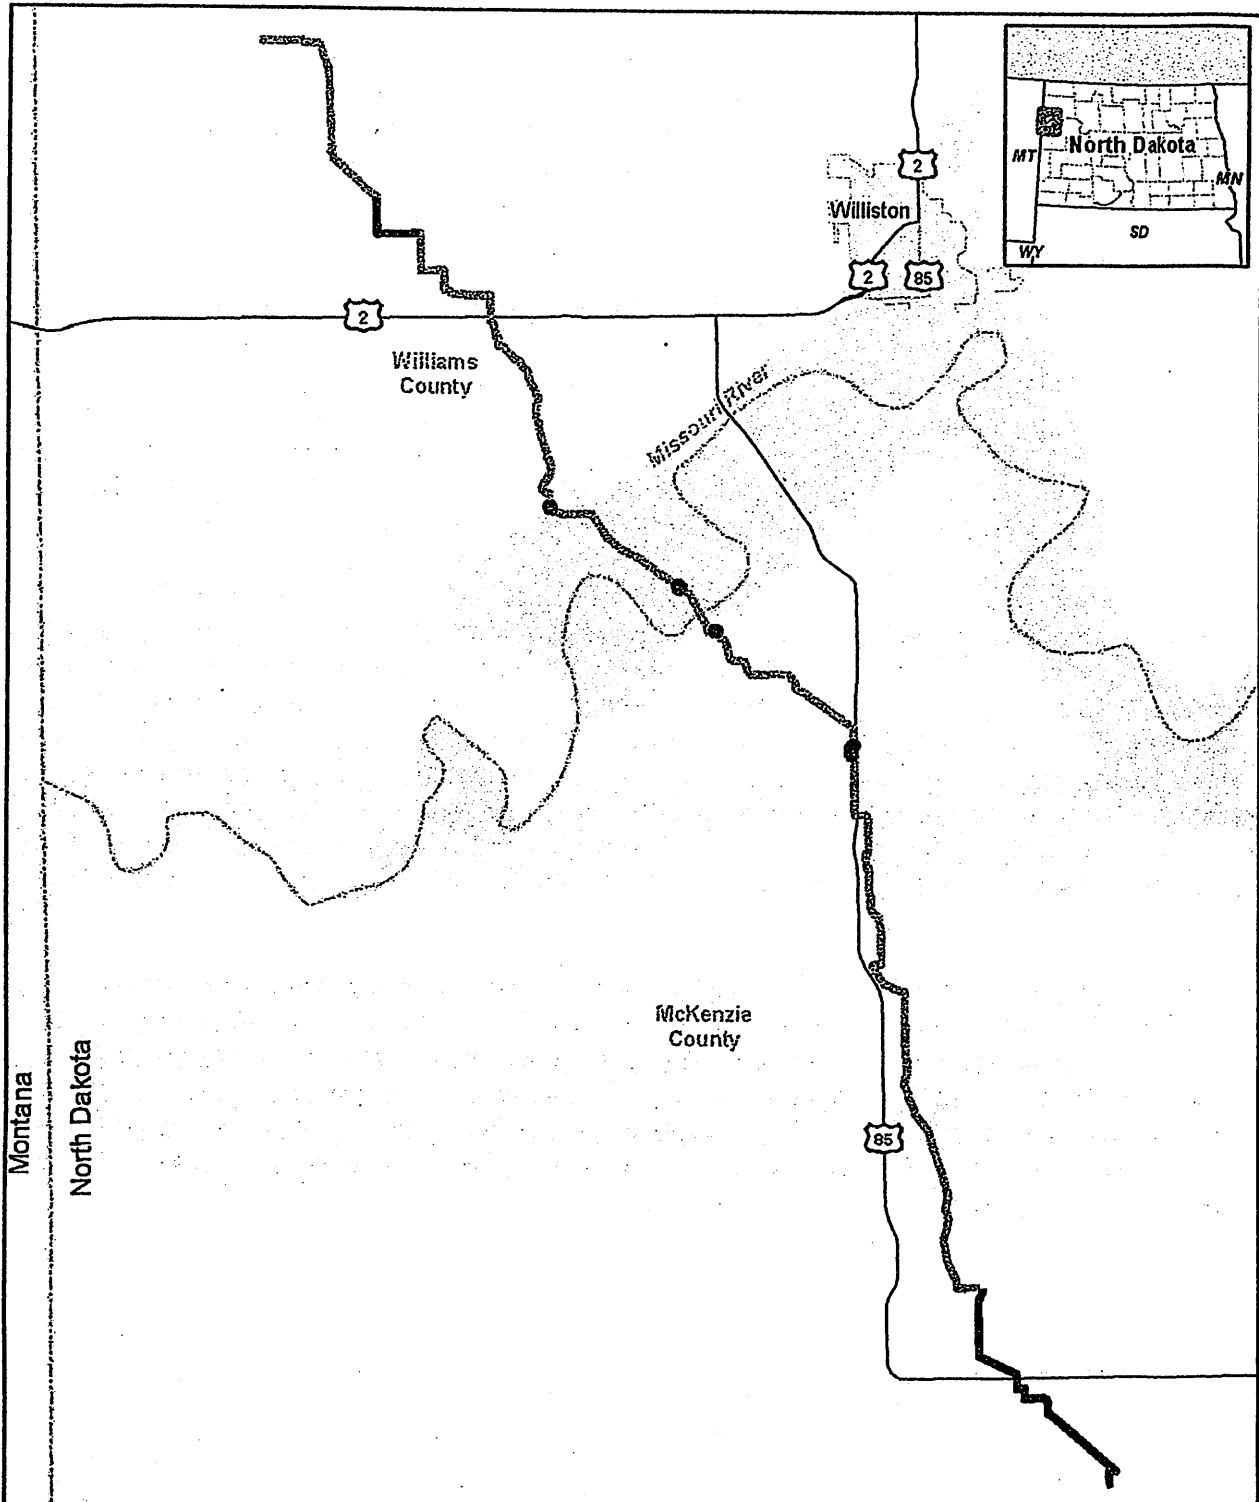 2
Williston
2
85
2
Williams
County
Missouri River
McKenzie
County
85
Montana
North Dakota
North Dakota
MT
MN
SD
WY